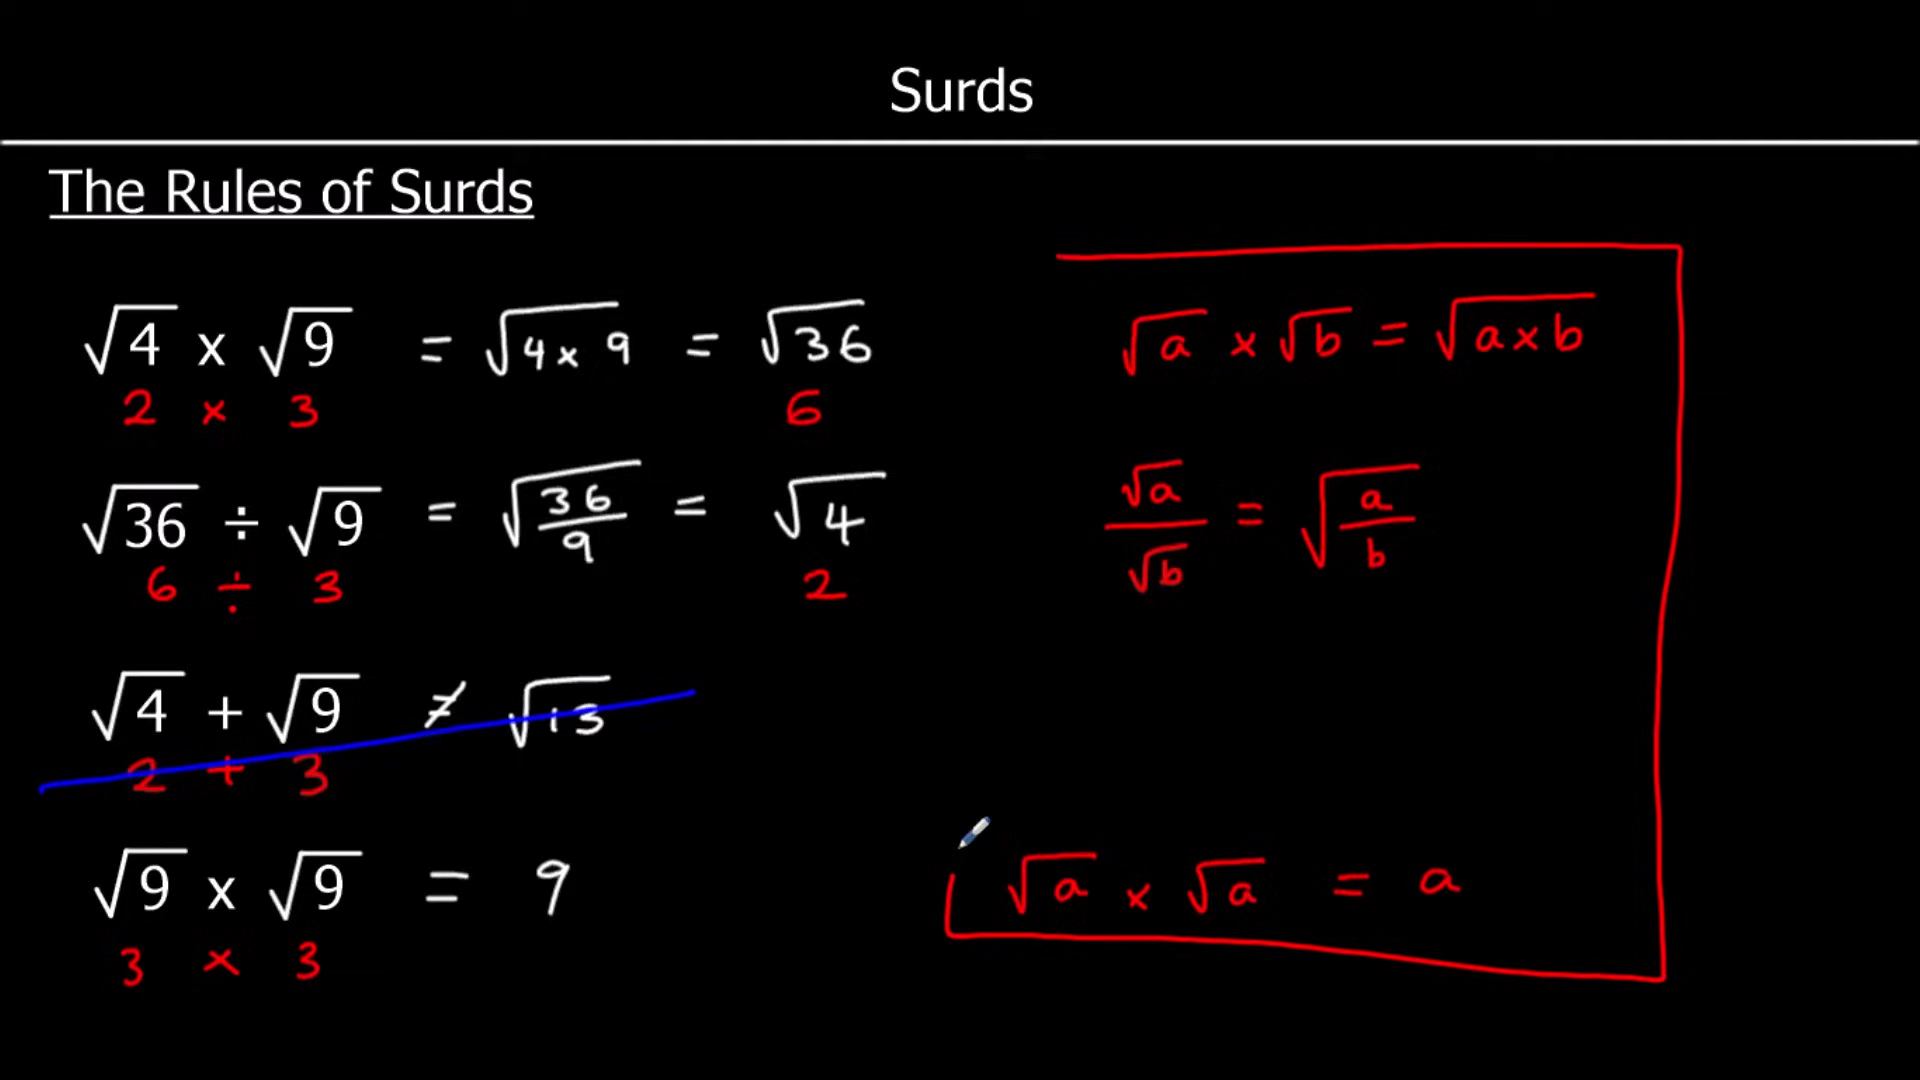 Surds
The Rules of Surds
√4 x √9 = √4×9 = √36
2 × 3 6
√a × √b = √a×b
√36 ÷ √9 = √36/9 = √4
6 ÷ 3 2
√a/√b = √a/b
√4 + √9 ≠ √13
2 + 3
√9 x √9 = 9
3 × 3
√a × √a = a